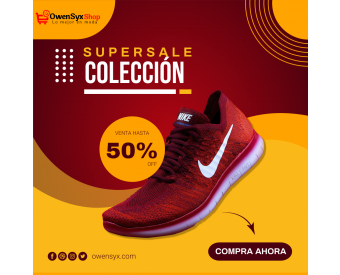 OwenSyxShop
Lo mejor en moda
SUPERSALE
COLECCIÓN
NIKE
VENTA HASTA
50% OFF
COMPRA AHORA
owensyx.com